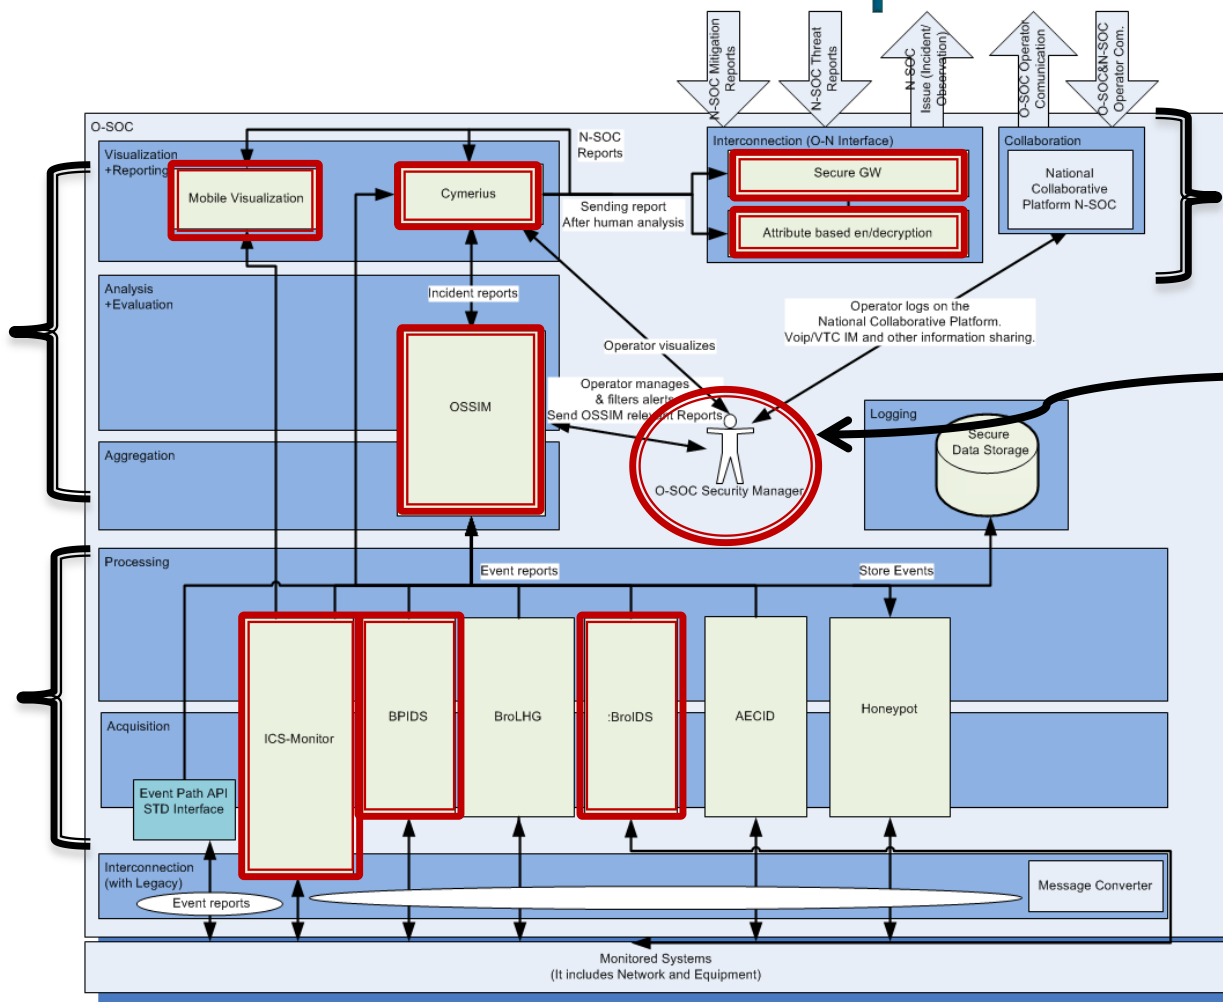 N-SOC Mitigation
Reports
N-SOC Threat
Reports
N-SOC
Issue (Incident/
Observation)
O-SOC Operator
Comunication
O-SOC&N-SOC
Operator Com.
O-SOC
Visualization
+Reporting
Mobile Visualization
Cymerius
N-SOC
Reports
Sending report
After human analysis
Interconnection (O-N Interface)
Secure GW
Attribute based en/decryption
Collaboration
National
Collaborative
Platform N-SOC
Analysis
+Evaluation
Incident reports
OSSIM
Operator visualizes
Operator logs on the
National Collaborative Platform.
Voip/VTC IM and other information sharing.
Operator manages
& filters alerts
Send OSSIM relevant Reports
O-SOC Security Manager
Logging
Secure
Data Storage
Aggregation
Processing
Event reports
Store Events
ICS-Monitor
BPIDS
BroLHG
:BroIDS
AECID
Honeypot
Acquisition
Event Path API
STD Interface
Interconnection
(with Legacy)
Event reports
Message Converter
Monitored Systems
(It includes Network and Equipment)